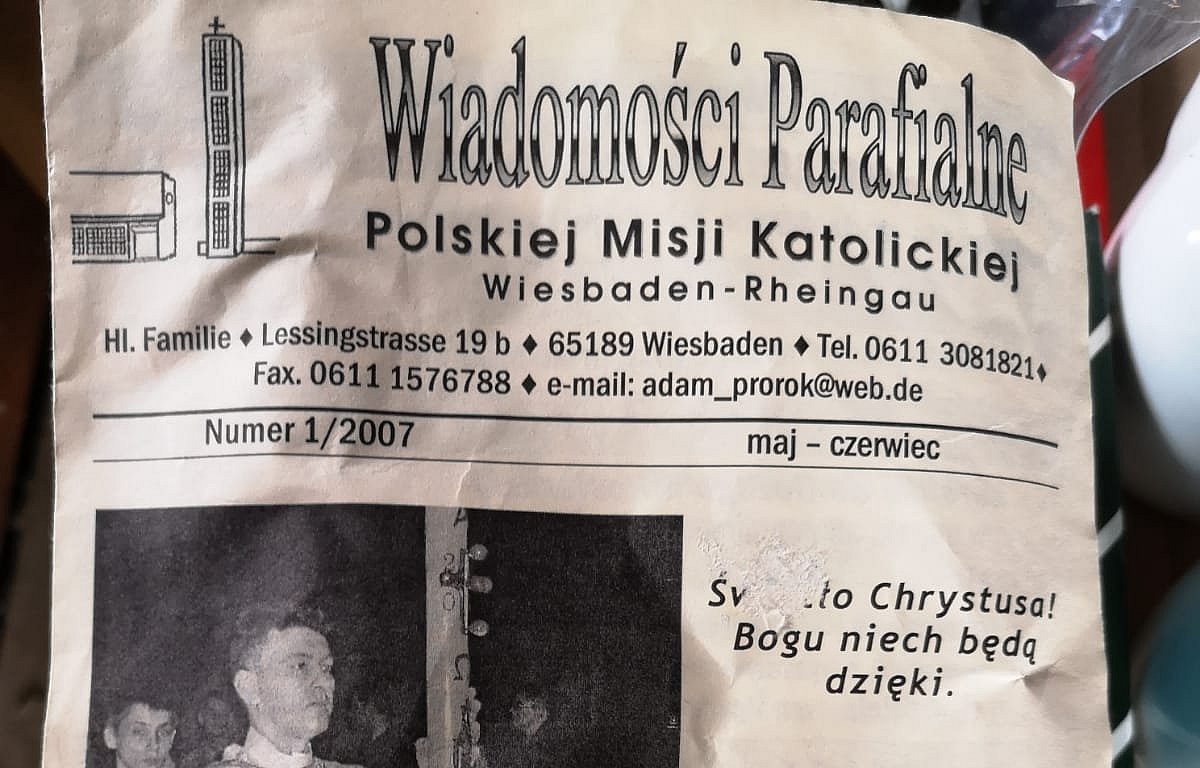 Wiadomości Parafialne
Polskiej Misji Katolickiej
Wiesbaden-Rheingau
Hl. Familie ♦ Lessingstrasse 19 b ♦ 65189 Wiesbaden ♦ Tel. 0611 3081821♦
Fax. 0611 1576788 ♦ e-mail: adam_prorok@web.de
Numer 1/2007
maj – czerwiec
Chrystusa!
Bogu niech będą
dzięki.
A
Ω